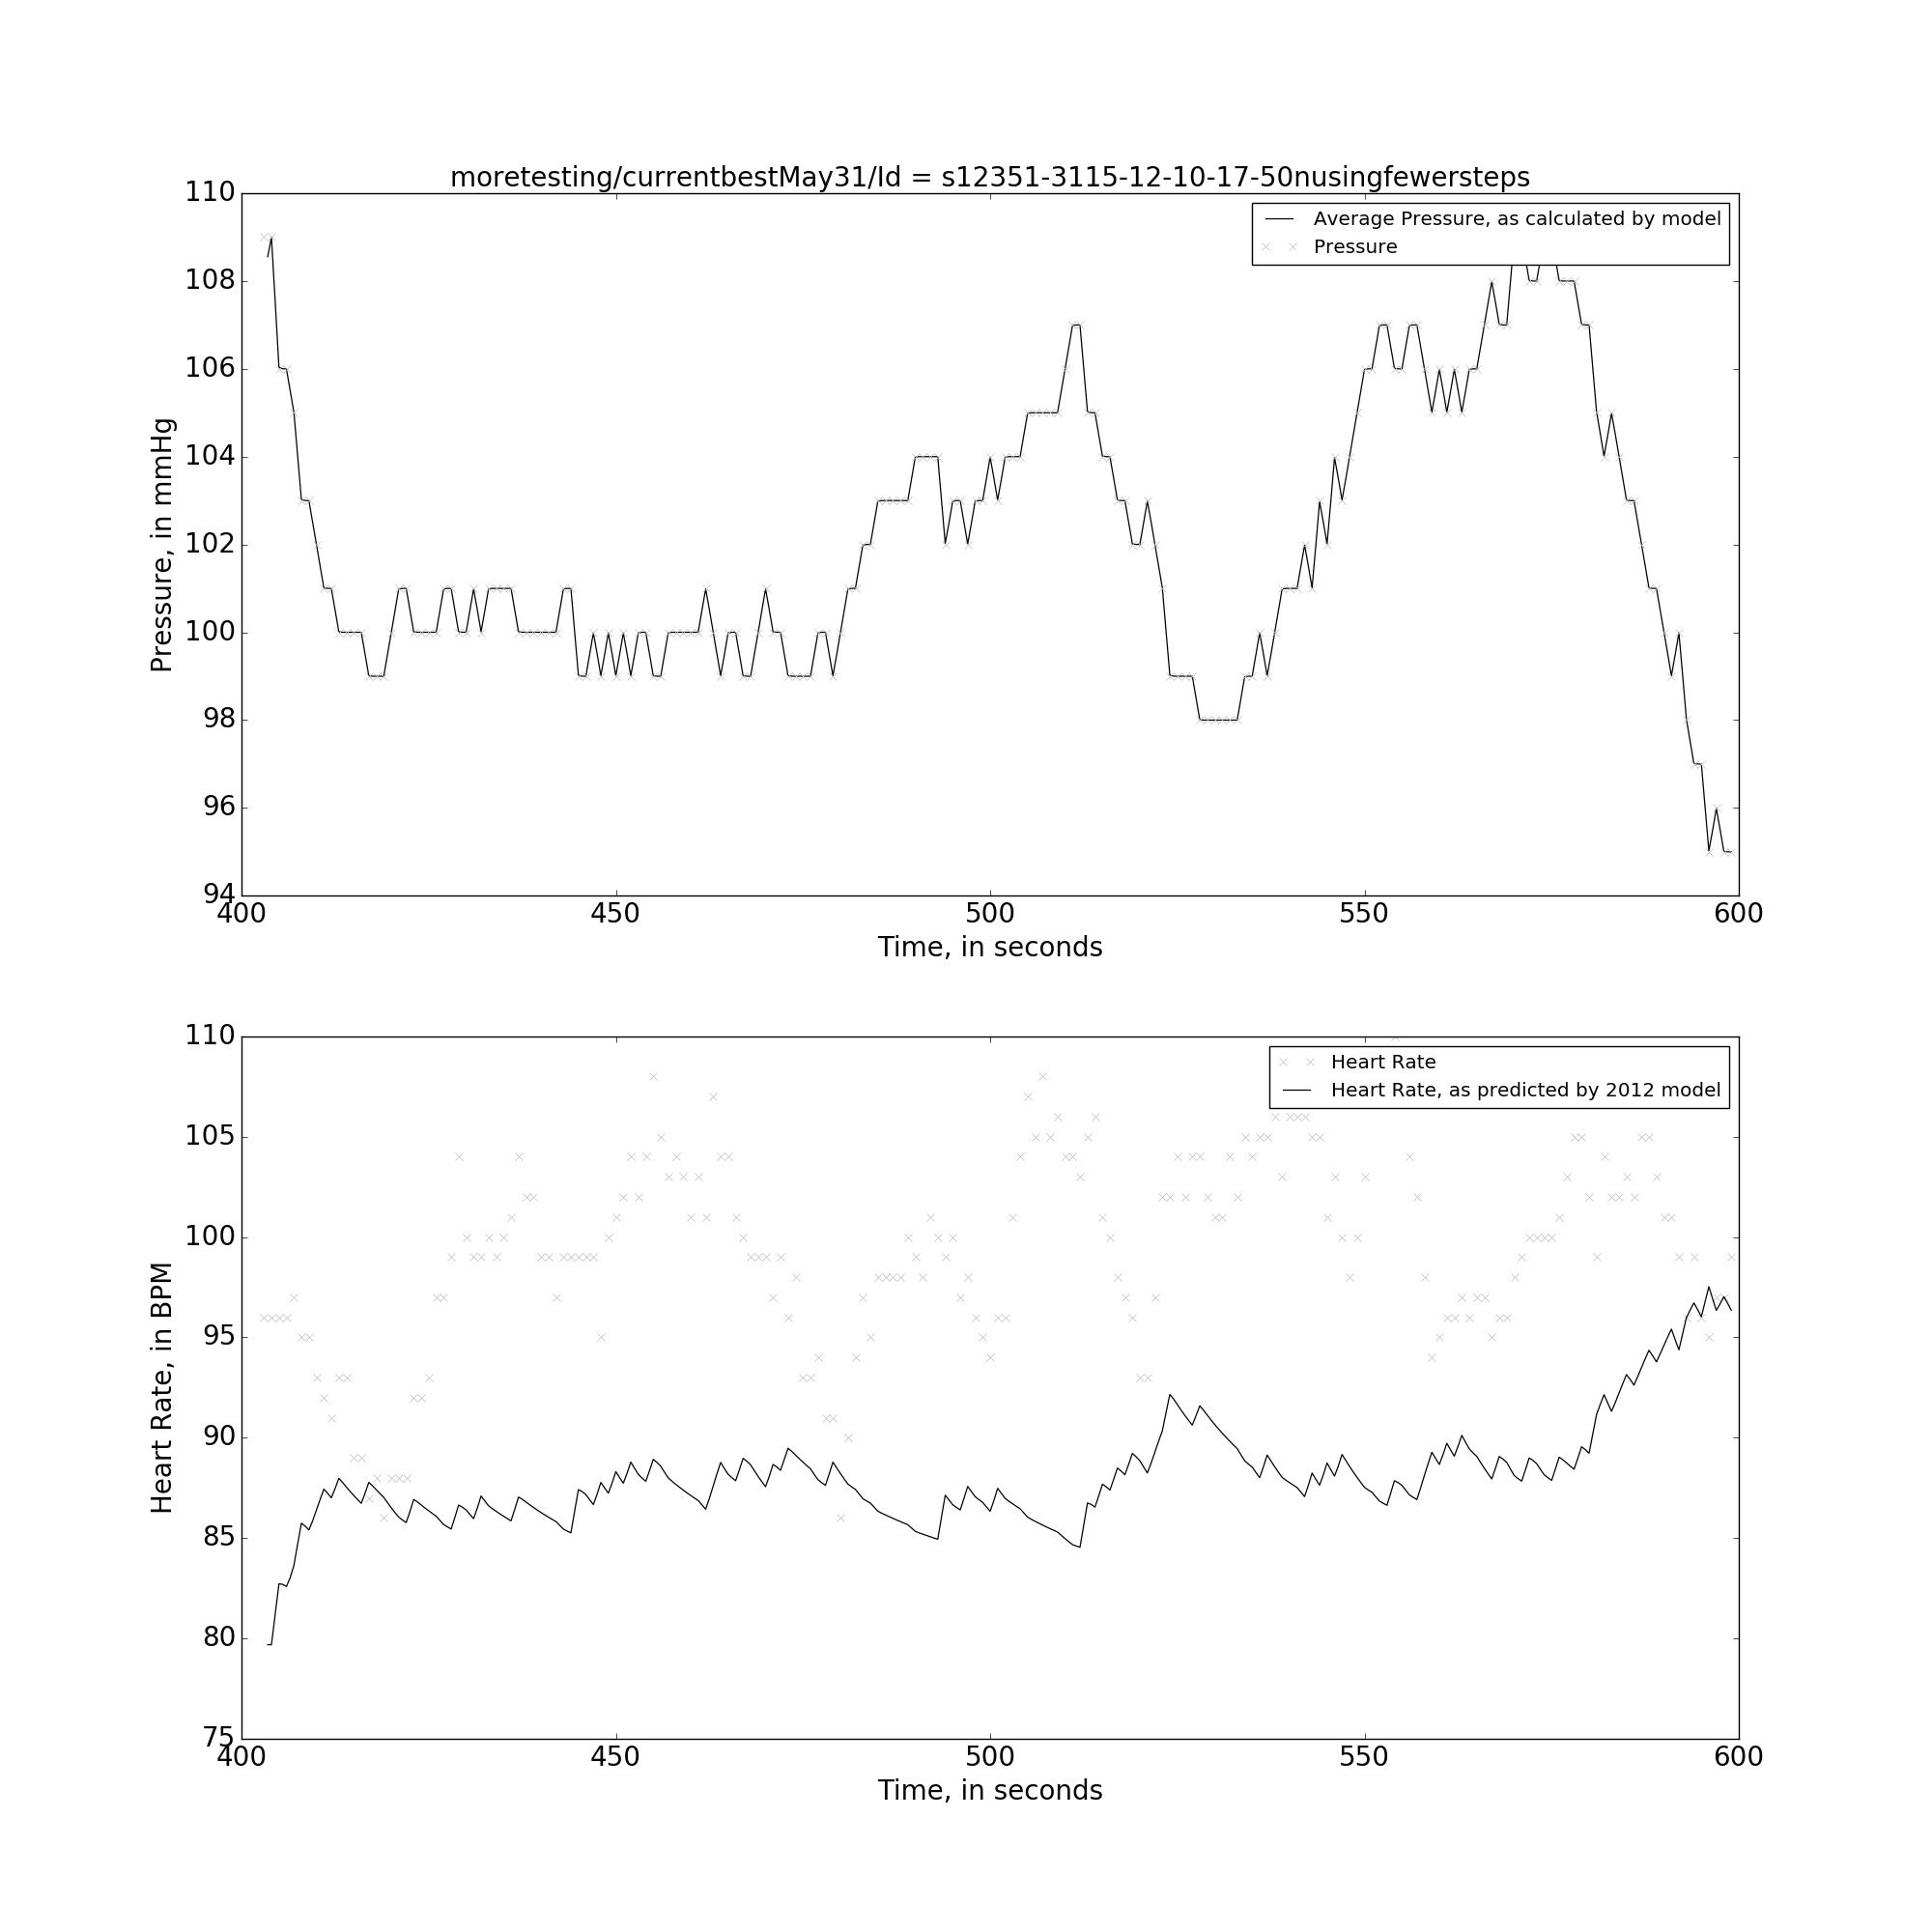 moretesting/currentbestMay31/Id = s12351-3115-12-10-17-50nusingfewersteps
110
108
106
104
102
100
98
96
94
Pressure, in mmHg
Average Pressure, as calculated by model
Pressure
400 450 500 550 600
Time, in seconds
110
105
100
95
90
85
80
75
Heart Rate, in BPM
Heart Rate
Heart Rate, as predicted by 2012 model
400 450 500 550 600
Time, in seconds